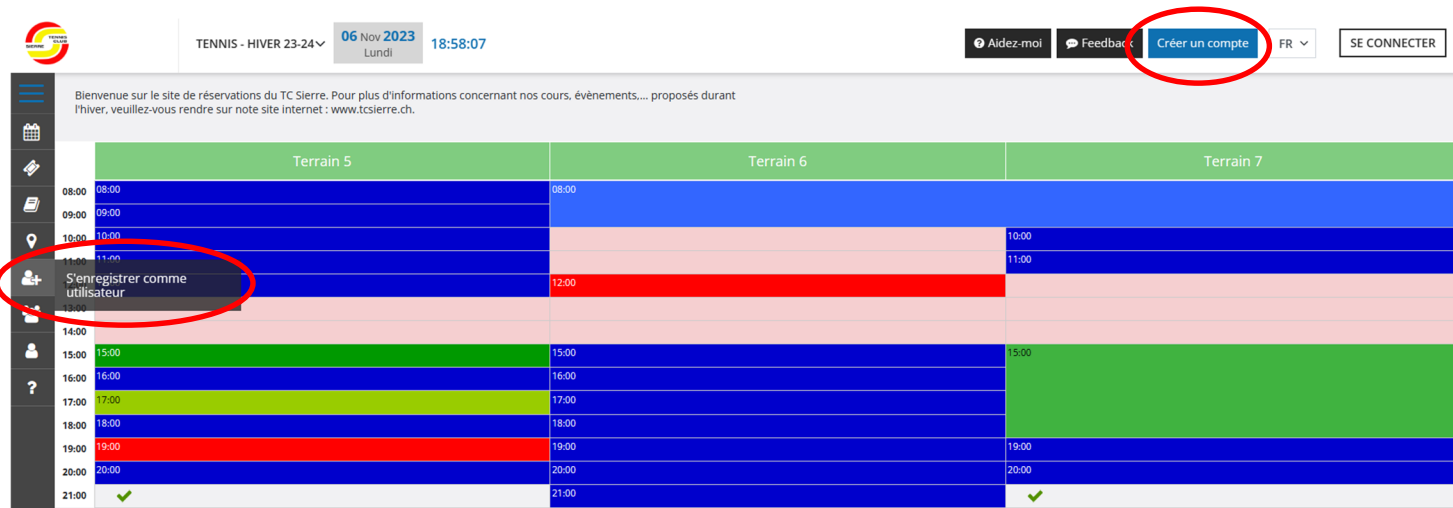 TENNIS CLUB
SIERRE
TENNIS - HIVER 23-24
06 Nov 2023
Lundi
18:58:07
Aidez-moi
Feedback
Créer un compte
FR
SE CONNECTER
Bienvenue sur le site de réservations du TC Sierre. Pour plus d'informations concernant nos cours, évènements,... proposés durant
l'hiver, veuillez-vous rendre sur note site internet : www.tcsierre.ch.
Terrain 5 Terrain 6 Terrain 7
08:00 08:00 08:00
09:00 09:00
10:00 10:00 10:00
11:00 11:00 11:00
S'enregistrer comme
utilisateur
12:00
13:00
14:00
15:00 15:00 15:00 15:00
16:00 16:00 16:00
17:00 17:00 17:00
18:00 18:00 18:00
19:00 19:00 19:00 19:00
20:00 20:00 20:00 20:00
21:00 21:00